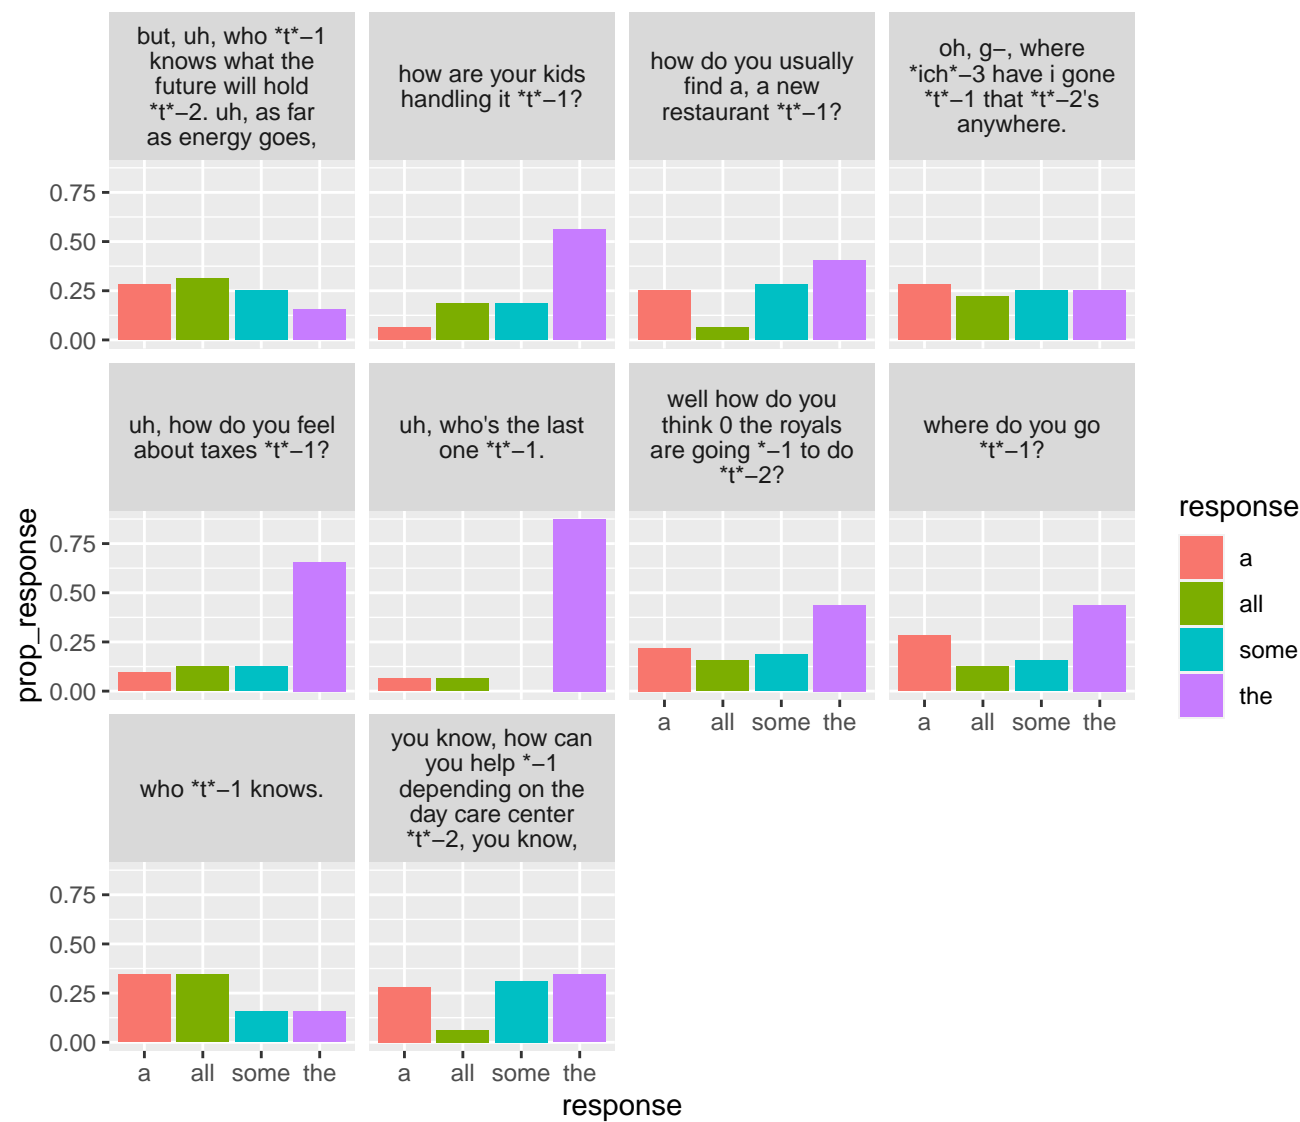 but, uh, who *t*−1
knows what the
future will hold
*t*−2. uh, as far
as energy goes,
how are your kids
handling it *t*−1?
how do you usually
find a, a new
restaurant *t*−1?
oh, g−, where
*ich*−3 have i gone
*t*−1 that *t*−2's
anywhere.
0.75
0.50
0.25
0.00
uh, how do you feel
about taxes *t*−1?
uh, who's the last
one *t*−1.
well how do you
think 0 the royals
are going *−1 to do
*t*−2?
where do you go
*t*−1?
0.75
0.50
0.25
0.00
a all some the
a all some the
who *t*−1 knows.
you know, how can
you help *−1
depending on the
day care center
*t*−2, you know,
0.75
0.50
0.25
0.00
a all some the
a all some the
response
prop_response
response
a
all
some
the